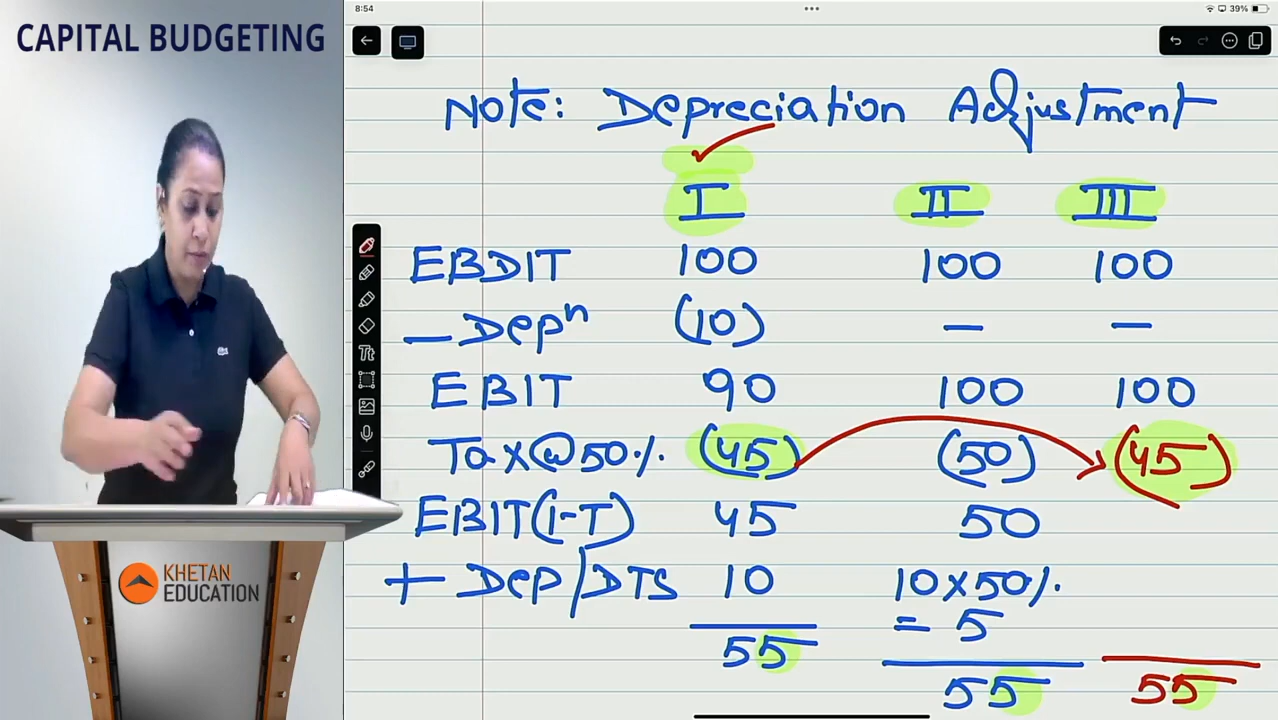 CAPITAL BUDGETING
8:54
39%
Note: Depreciation Adjustment
I II III
EBDIT 100 100 100
- Depn (10) - -
EBIT 90 100 100
Tax@50% (45) (50) (45)
EBIT(1-T) 45 50
+ Dep/DTS 10 10x50%
= 5
55 55 55
Tt
KHETAN
EDUCATION